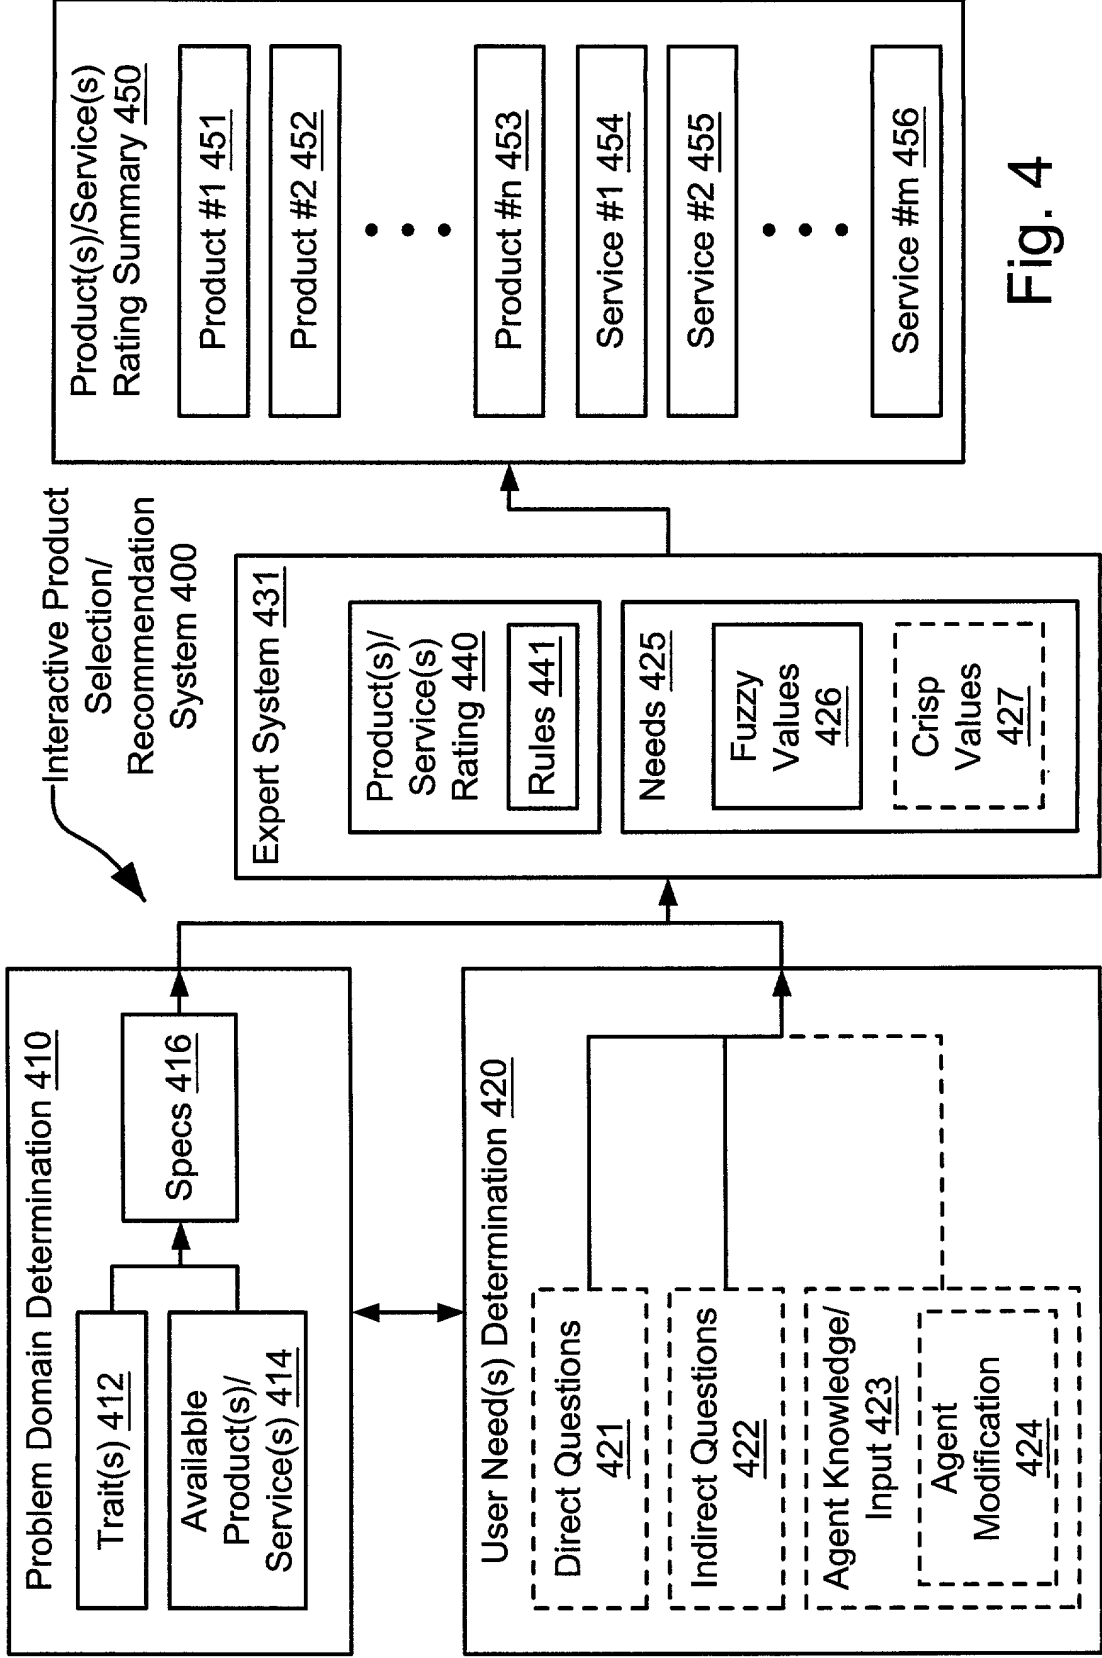 Interactive Product
Selection/
Recommendation
System 400
Problem Domain Determination 410
Trait(s) 412
Available
Product(s)/
Service(s) 414
Specs 416
User Need(s) Determination 420
Direct Questions
421
Indirect Questions
422
Agent Knowledge/
Input 423
Agent
Modification
424
Expert System 431
Product(s)/
Service(s)
Rating 440
Rules 441
Needs 425
Fuzzy
Values
426
Crisp
Values
427
Product(s)/Service(s)
Rating Summary 450
Product #1 451
Product #2 452
Product #n 453
Service #1 454
Service #2 455
Service #m 456
Fig. 4